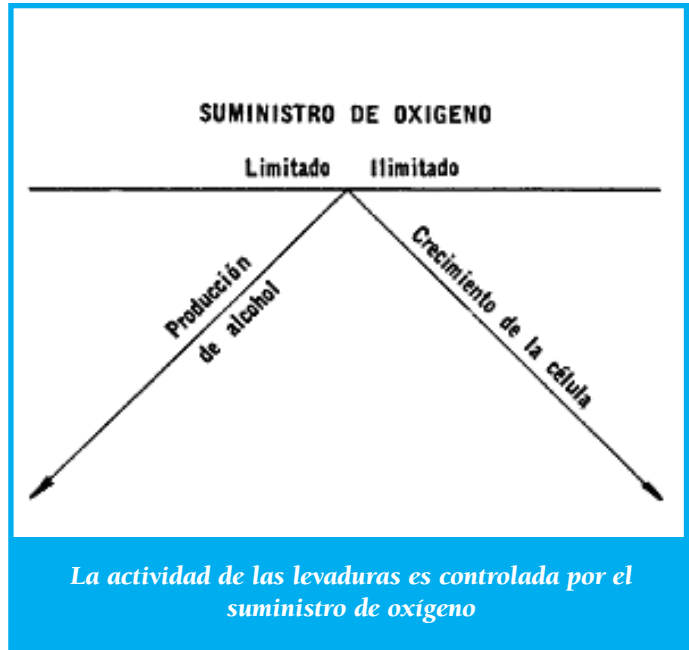 SUMINISTRO DE OXIGENO
Limitado Ilimitado
Producción
de alcohol
Crecimiento de la célula
La actividad de las levaduras es controlada por el
suministro de oxígeno